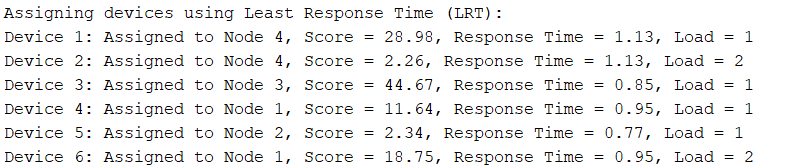 Assigning devices using Least Response Time (LRT):
Device 1: Assigned to Node 4, Score = 28.98, Response Time = 1.13, Load = 1
Device 2: Assigned to Node 4, Score = 2.26, Response Time = 1.13, Load = 2
Device 3: Assigned to Node 3, Score = 44.67, Response Time = 0.85, Load = 1
Device 4: Assigned to Node 1, Score = 11.64, Response Time = 0.95, Load = 1
Device 5: Assigned to Node 2, Score = 2.34, Response Time = 0.77, Load = 1
Device 6: Assigned to Node 1, Score = 18.75, Response Time = 0.95, Load = 2